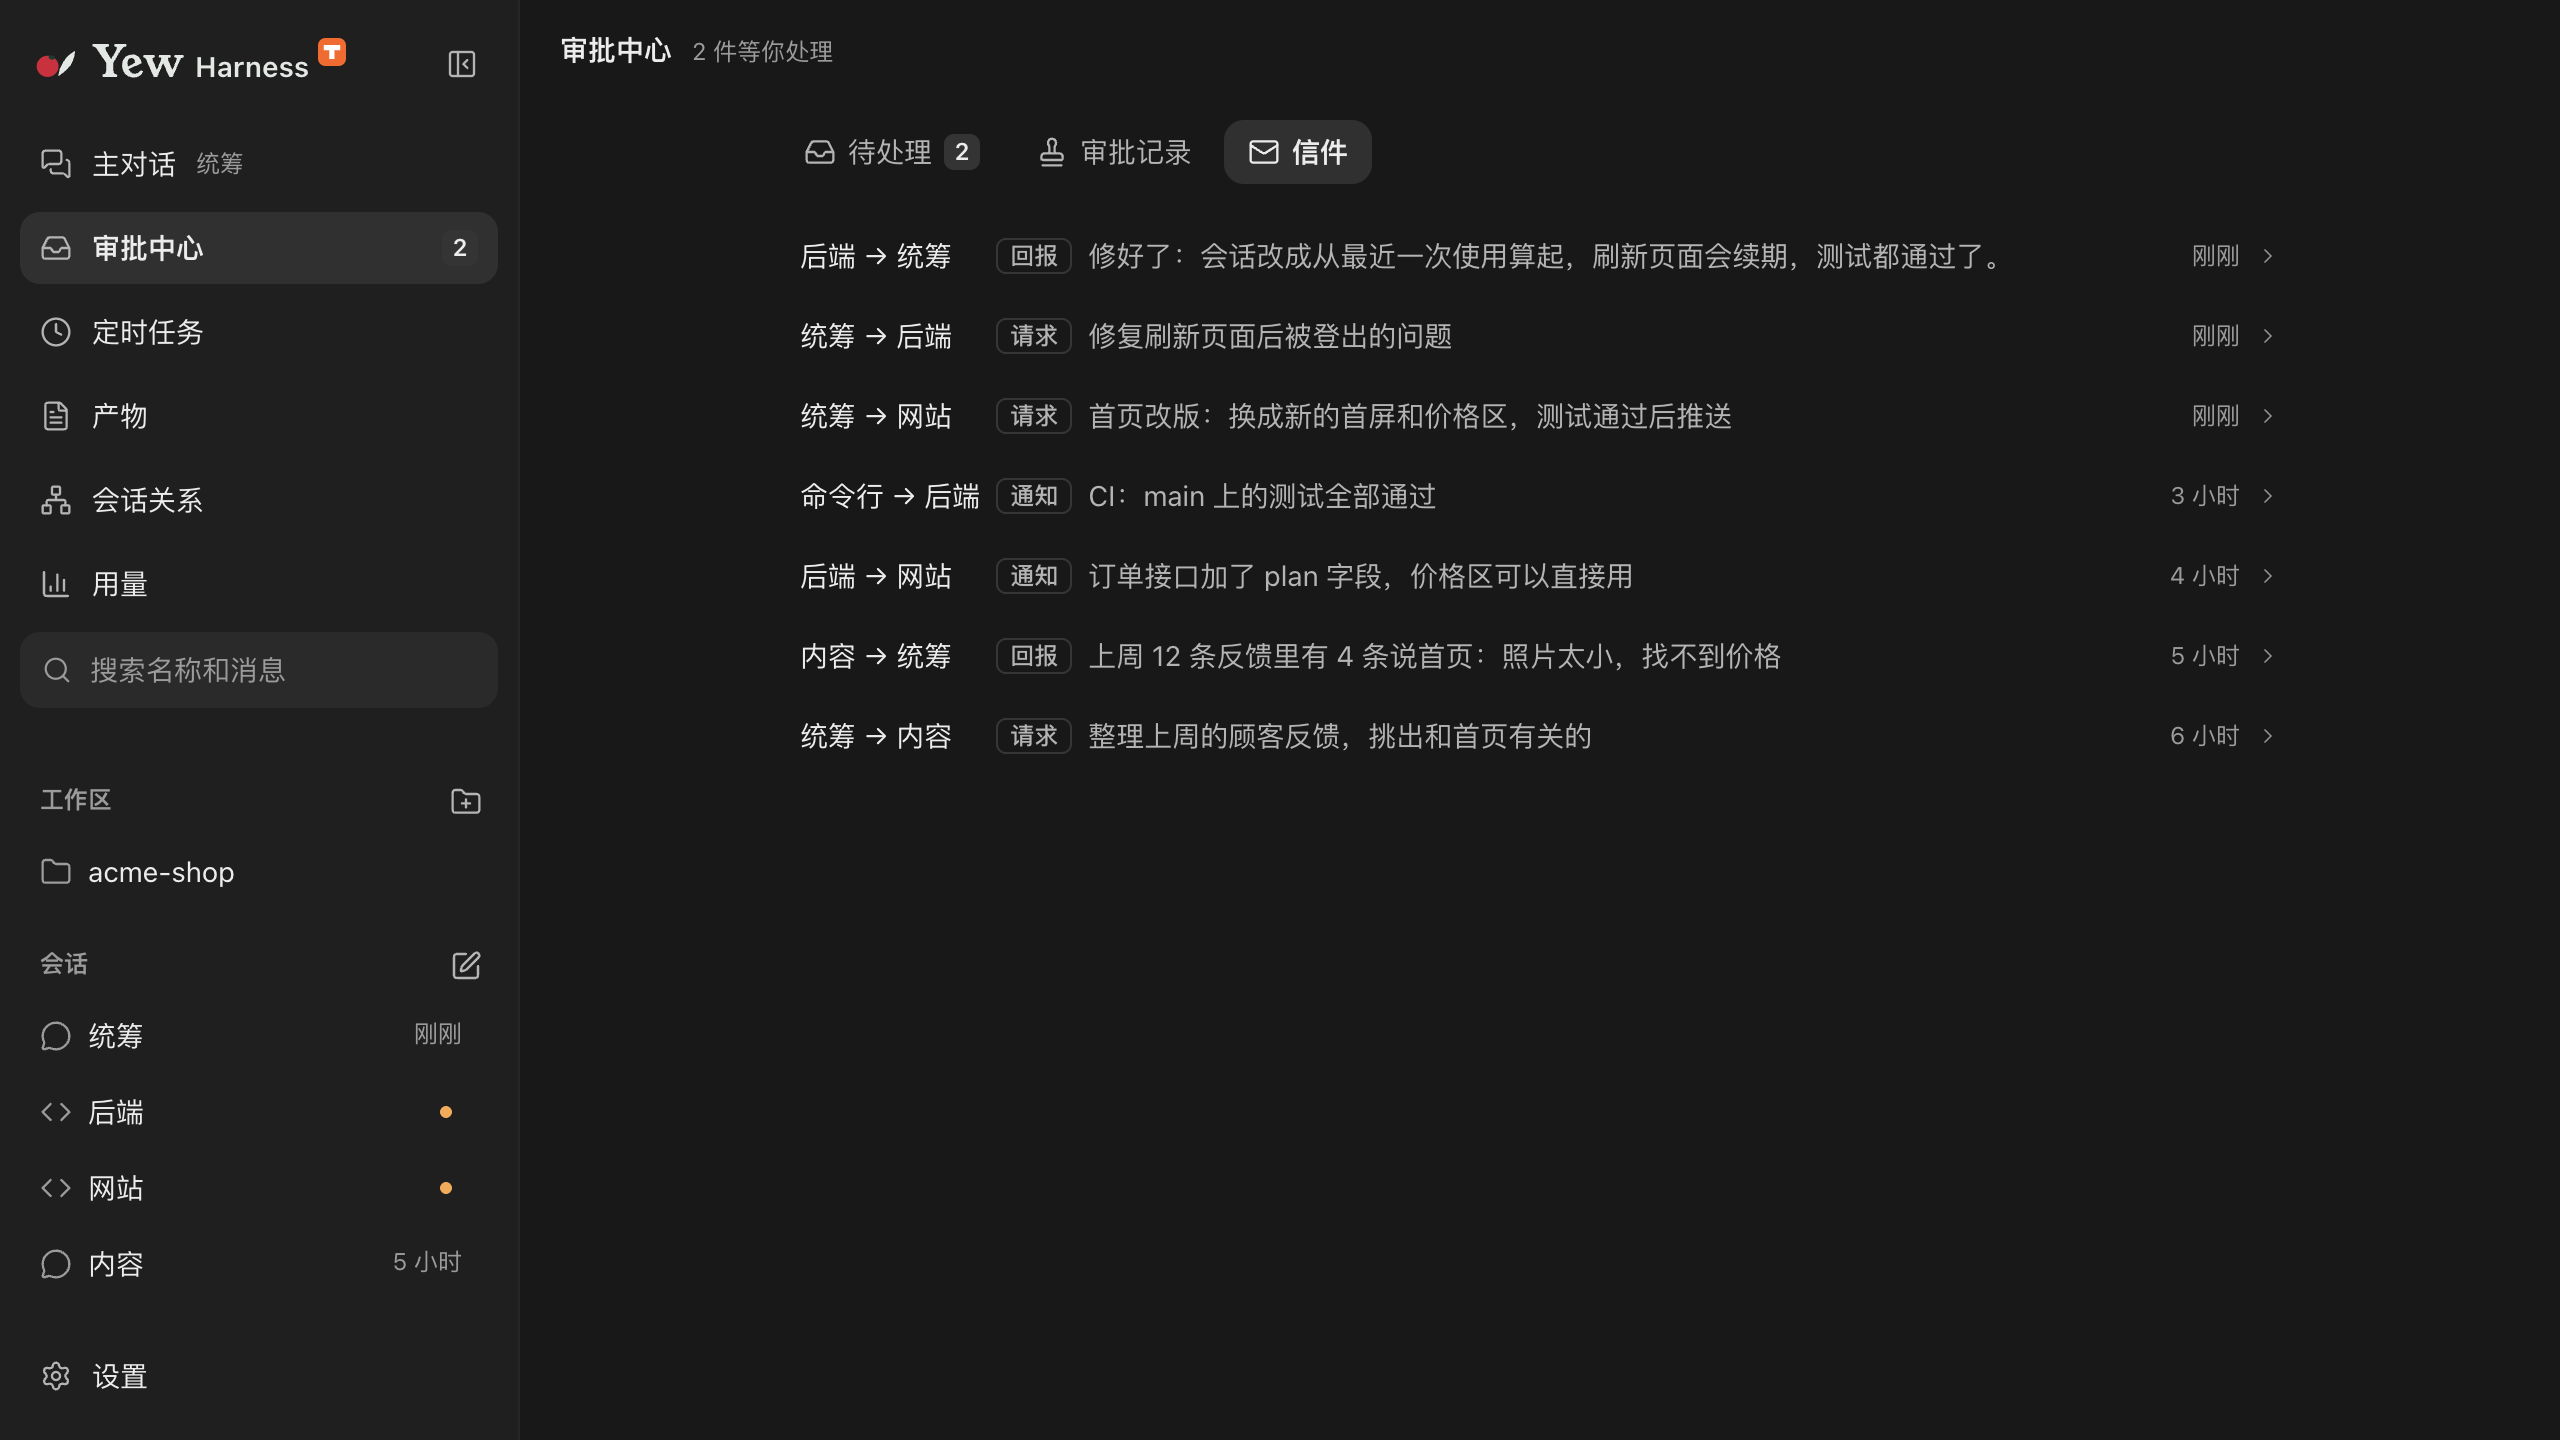 Yew Harness T
主对话 统筹
审批中心 2
定时任务
产物
会话关系
用量
搜索名称和消息
工作区
acme-shop
会话
统筹 刚刚
后端
网站
内容 5 小时
设置
审批中心 2 件等你处理
待处理 2 审批记录 信件
后端 → 统筹 回报 修好了：会话改成从最近一次使用算起，刷新页面会续期，测试都通过了。 刚刚
统筹 → 后端 请求 修复刷新页面后被登出的问题 刚刚
统筹 → 网站 请求 首页改版：换成新的首屏和价格区，测试通过后推送 刚刚
命令行 → 后端 通知 CI：main 上的测试全部通过 3 小时
后端 → 网站 通知 订单接口加了 plan 字段，价格区可以直接用 4 小时
内容 → 统筹 回报 上周 12 条反馈里有 4 条说首页：照片太小，找不到价格 5 小时
统筹 → 内容 请求 整理上周的顾客反馈，挑出和首页有关的 6 小时